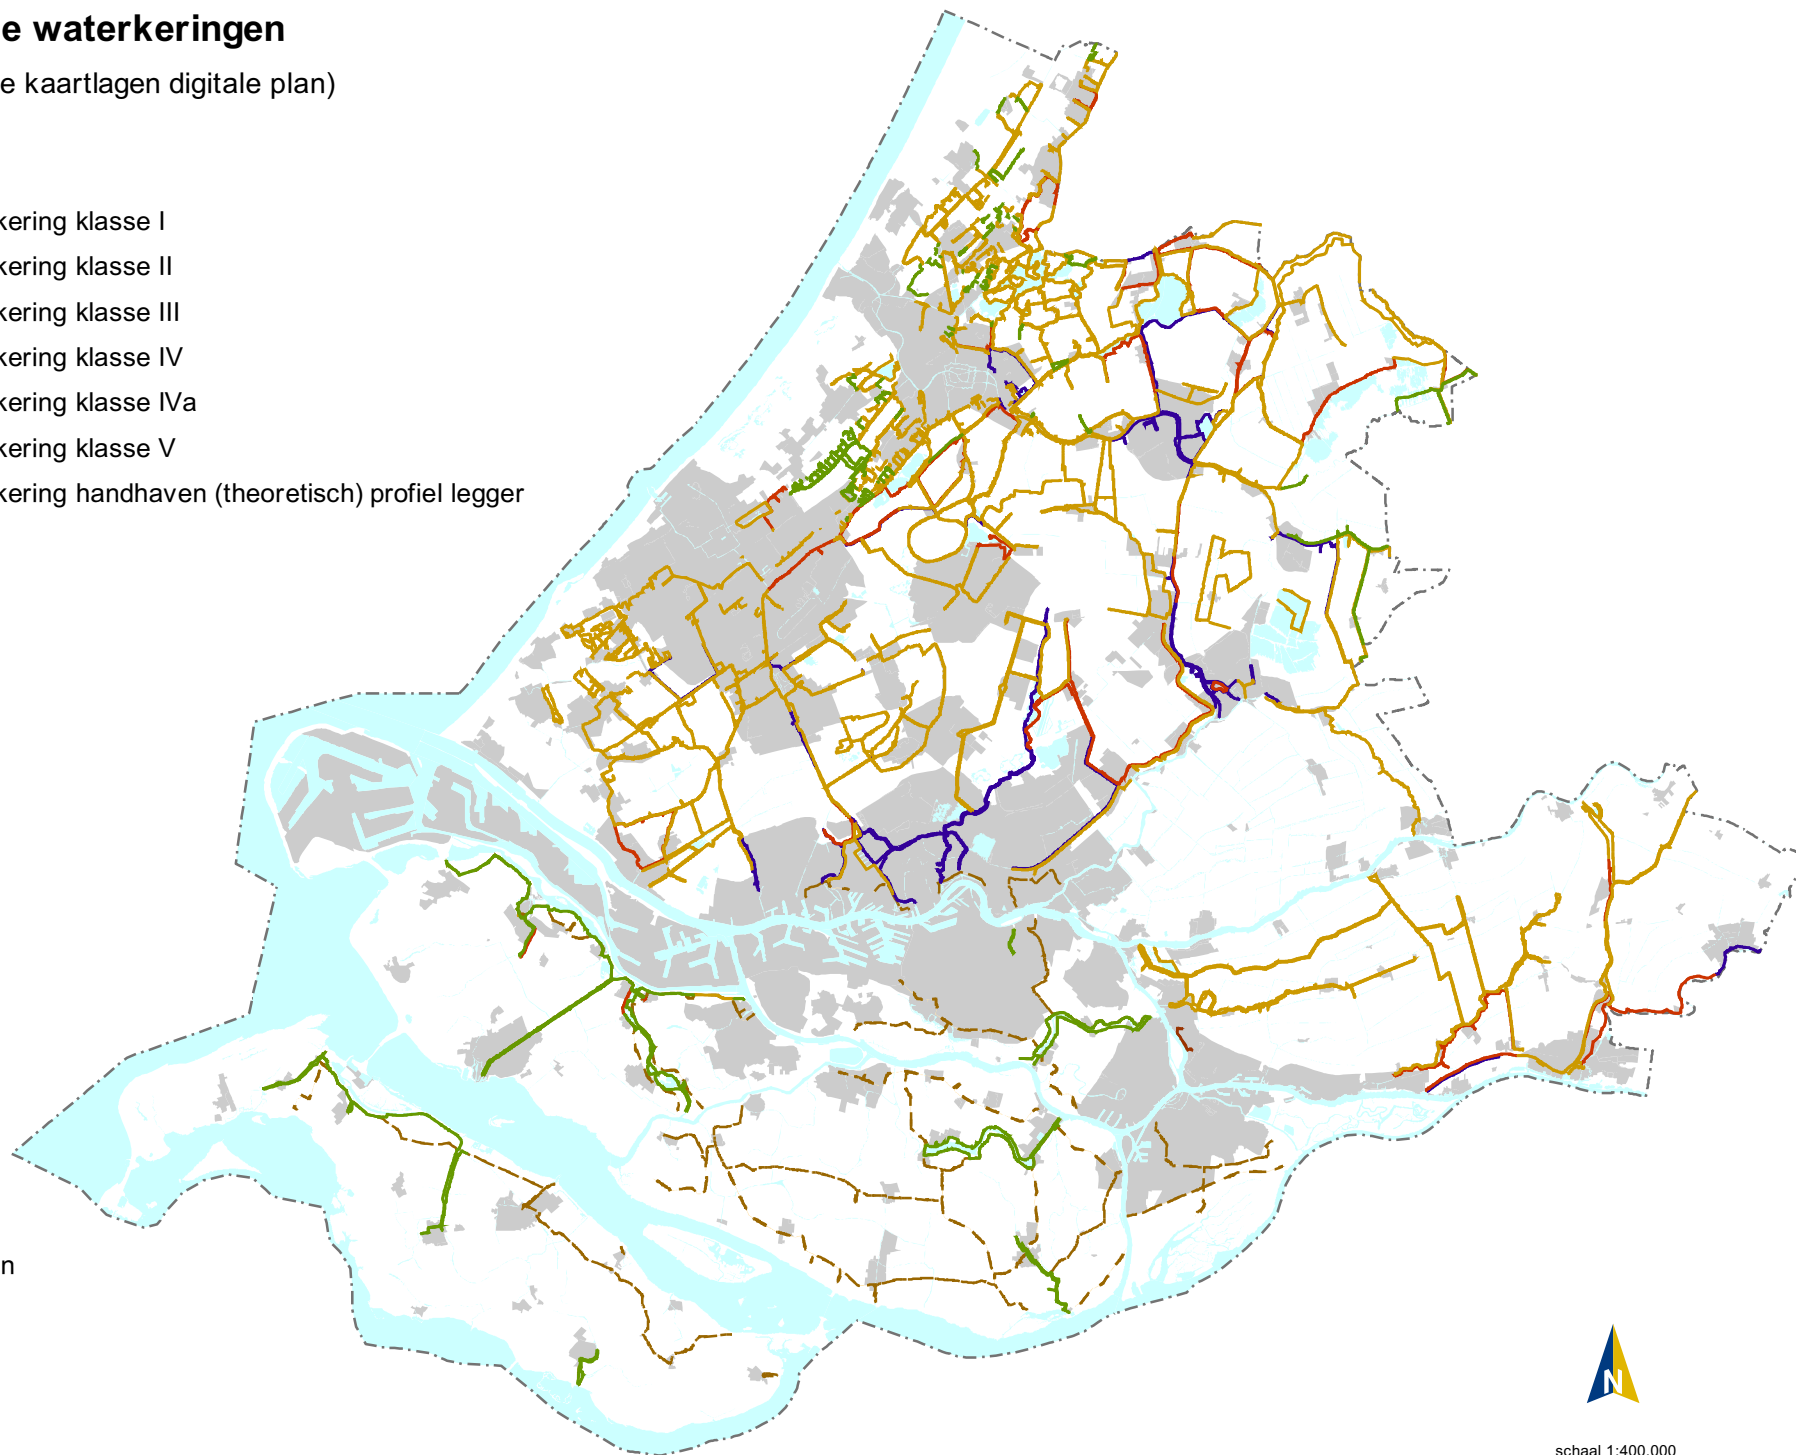 e waterkeringen
e kaartlagen digitale plan)
kering klasse I
kering klasse II
kering klasse III
kering klasse IV
kering klasse IVa
kering klasse V
kering handhaven (theoretisch) profiel legger
n
N
schaal 1:400.000